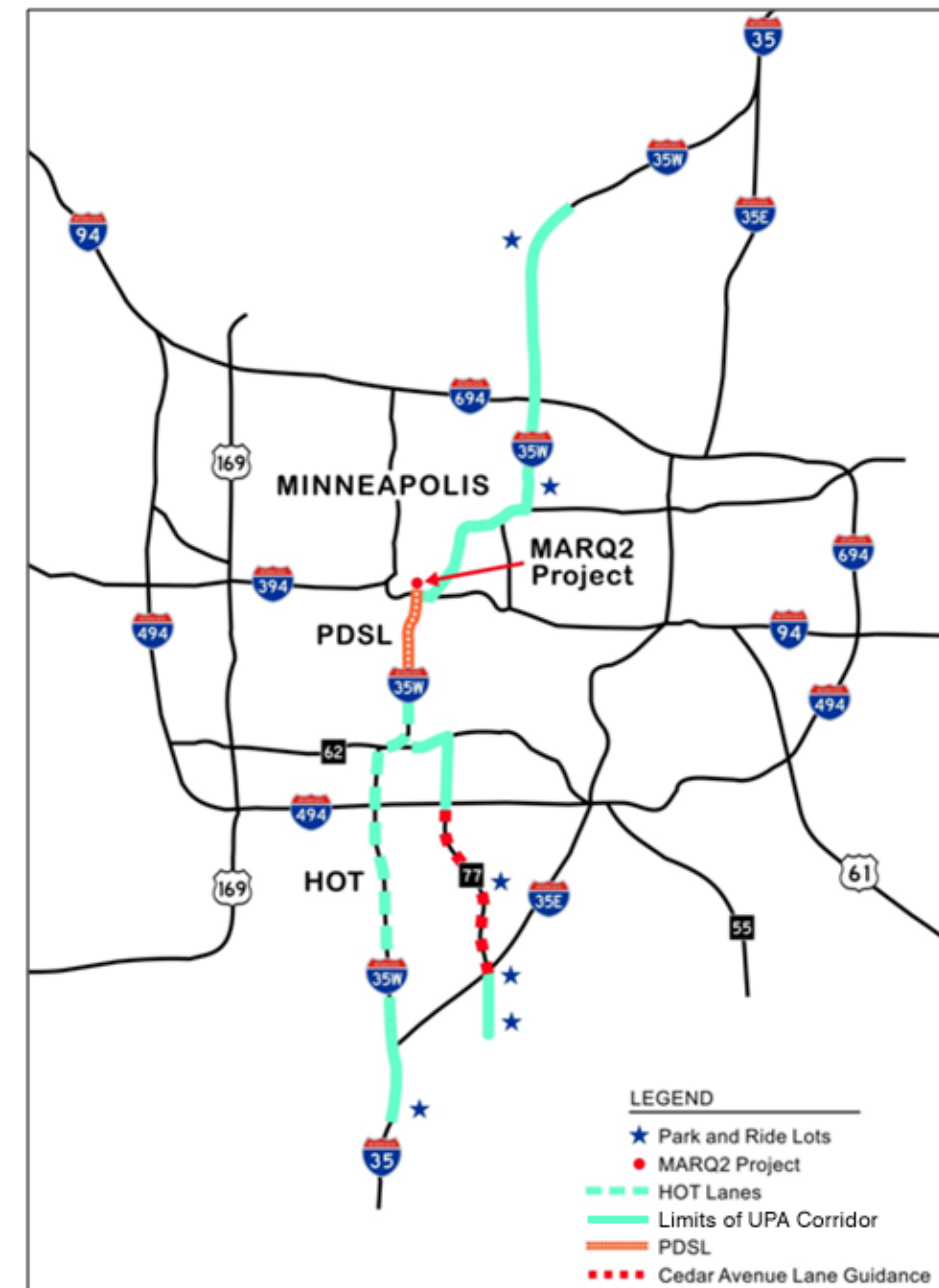 35
35W
35E
94
694
169
35W
MINNEAPOLIS
MARQ2
Project
694
394
PDSL
494
94
35W
494
62
494
HOT
77
169
35E
61
55
35W
35
LEGEND
Park and Ride Lots
MARQ2 Project
HOT Lanes
Limits of UPA Corridor
PDSL
Cedar Avenue Lane Guidance